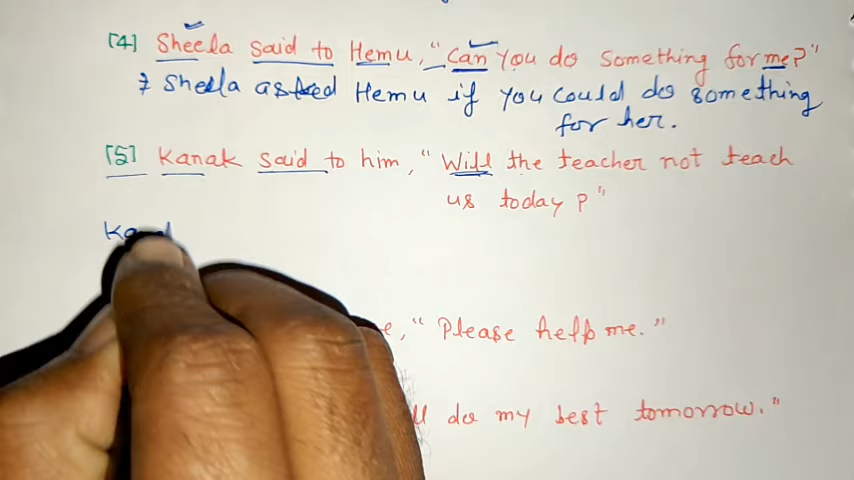 [4] Sheela said to Hemu, "Can you do something for me?"
Sheela asked Hemu if you could do something
for her.
[5] Kanak said to him, "Will the teacher not teach
us today ?"
"Please help me."
do my best tomorrow."